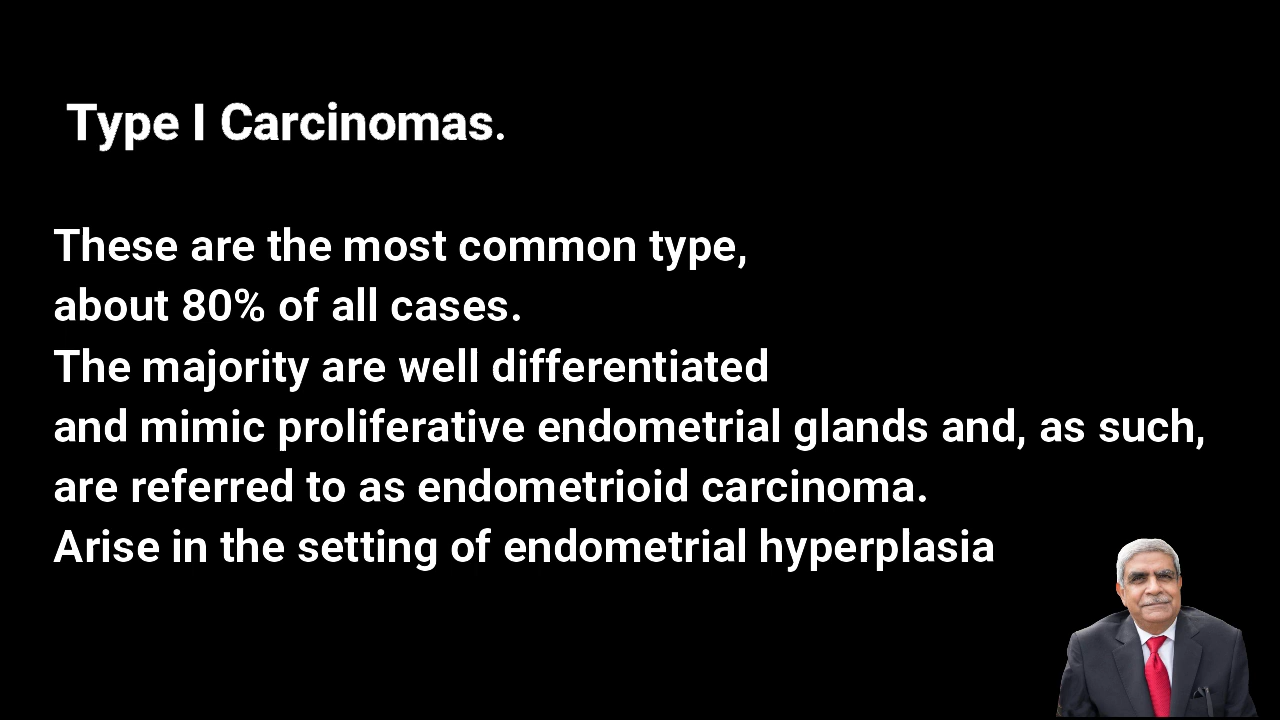 Type I Carcinomas.
These are the most common type,
about 80% of all cases.
The majority are well differentiated
and mimic proliferative endometrial glands and, as such,
are referred to as endometrioid carcinoma.
Arise in the setting of endometrial hyperplasia